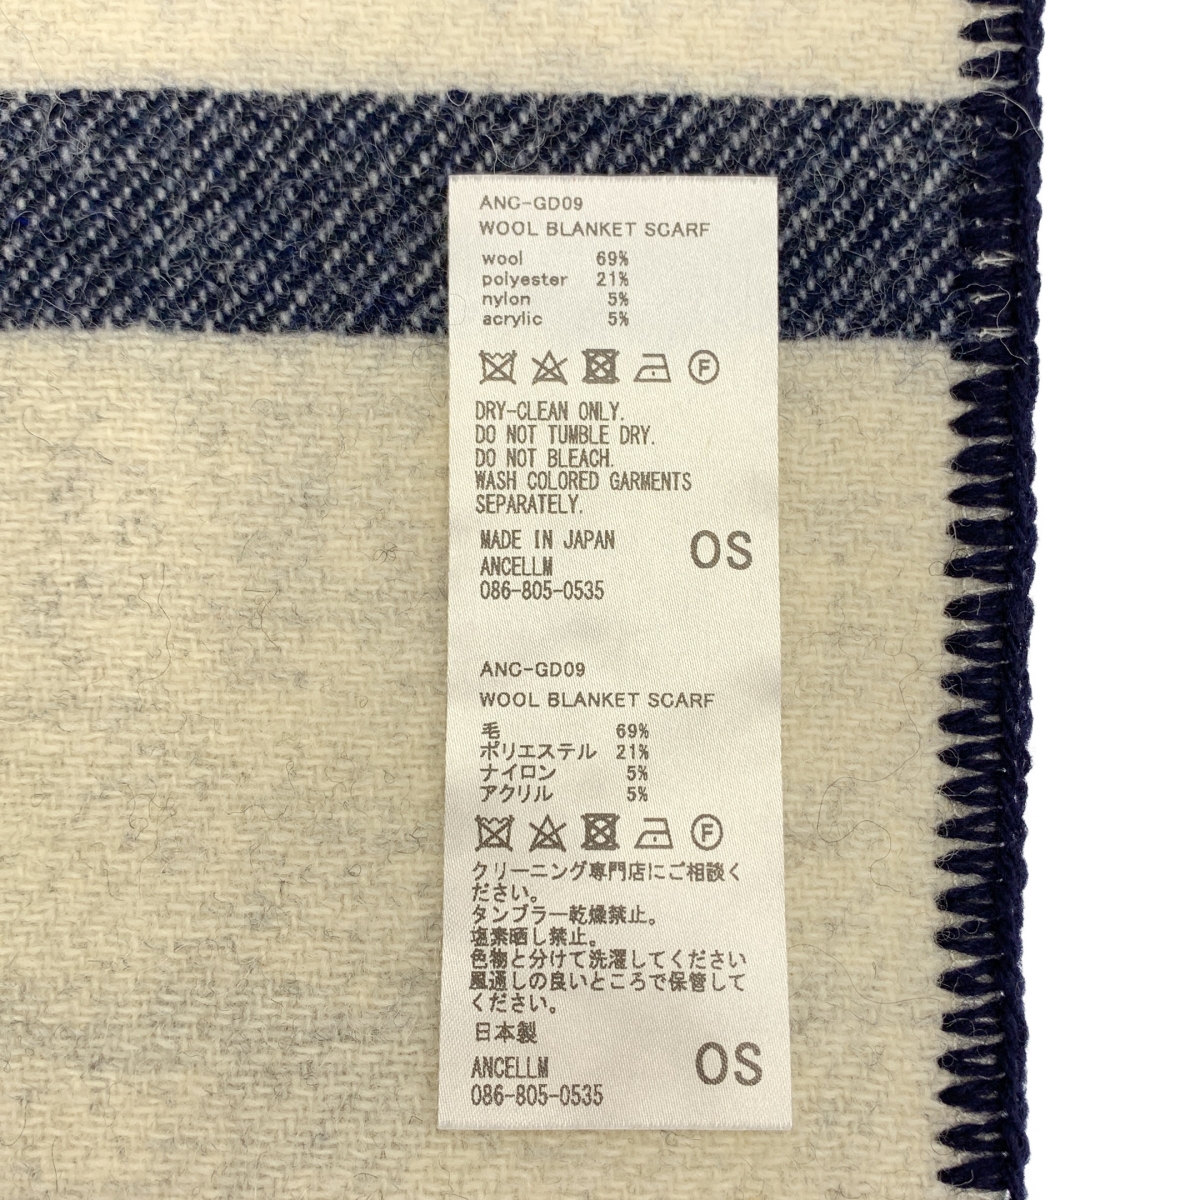 ANC-GD09
WOOL BLANKET SCARF
wool 69%
polyester 21%
nylon 5%
acrylic 5%
F
DRY-CLEAN ONLY.
DO NOT TUMBLE DRY.
DO NOT BLEACH.
WASH COLORED GARMENTS
SEPARATELY.
MADE IN JAPAN
ANCELLM
086-805-0535
OS
ANC-GD09
WOOL BLANKET SCARF
毛 69%
ポリエステル 21%
ナイロン 5%
アクリル 5%
F
クリーニング専門店にご相談く
ださい。
タンブラー乾燥禁止。
塩素晒し禁止。
色物と分けて洗濯してください
風通しの良いところで保管して
ください。
日本製
ANCELLM
086-805-0535
OS